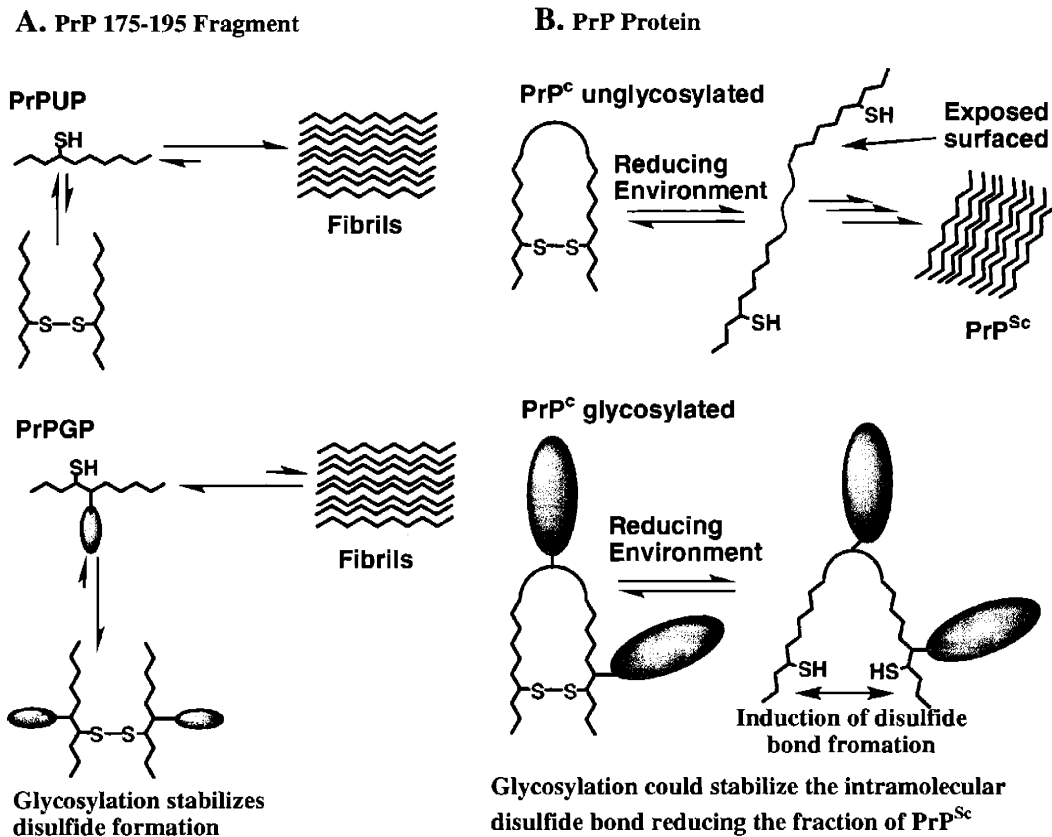 A. PrP 175-195 Fragment
PrPUP
SH
Fibrils
S–S
PrPGP
SH
Fibrils
S–S
Glycosylation stabilizes
disulfide formation
B. PrP Protein
PrPᶜ unglycosylated
SH
Exposed
surfaced
Reducing
Environment
S–S
SH
PrPˢᶜ
PrPᶜ glycosylated
Reducing
Environment
SH
HS
S–S
Induction of disulfide
bond fromation
Glycosylation could stabilize the intramolecular
disulfide bond reducing the fraction of PrPˢᶜ